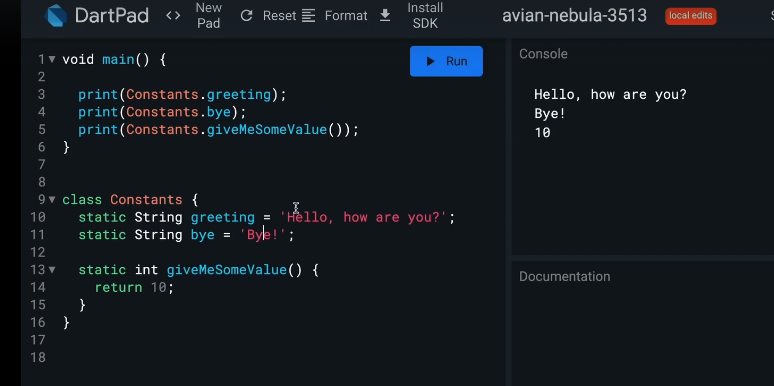 DartPad <> New Pad Reset Format Install SDK avian-nebula-3513 local edits
Run
Console
1 void main() {
2
3 print(Constants.greeting);
4 print(Constants.bye);
5 print(Constants.giveMeSomeValue());
6 }
7
8
9 class Constants {
10 static String greeting = 'Hello, how are you?';
11 static String bye = 'Bye!';
12
13 static int giveMeSomeValue() {
14 return 10;
15 }
16 }
17
18
Hello, how are you?
Bye!
10
Documentation